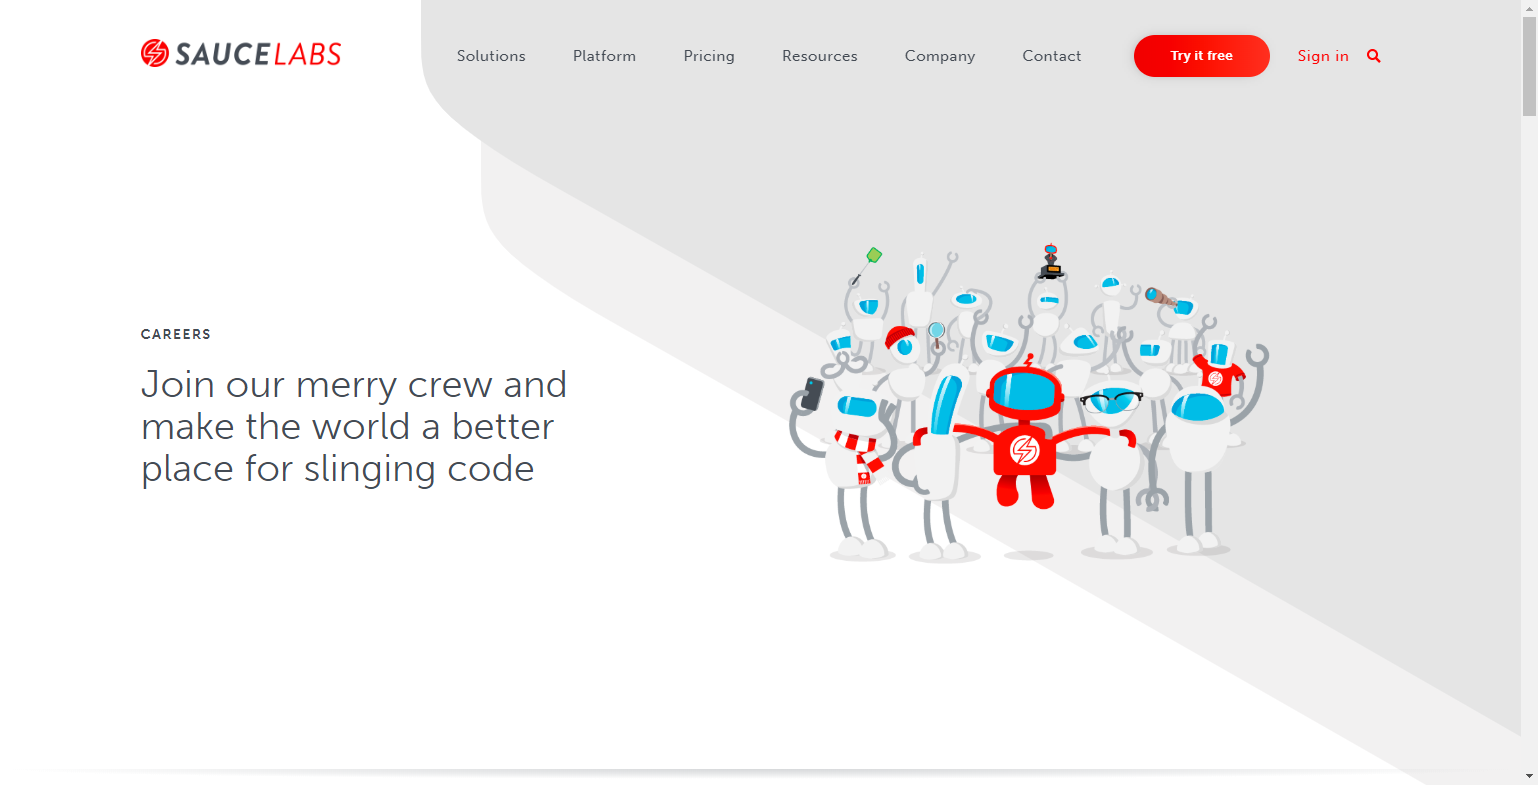 SAUCELABS
Solutions
Platform
Pricing
Resources
Company
Contact
Try it free
Sign in
CAREERS
Join our merry crew and
make the world a better
place for slinging code